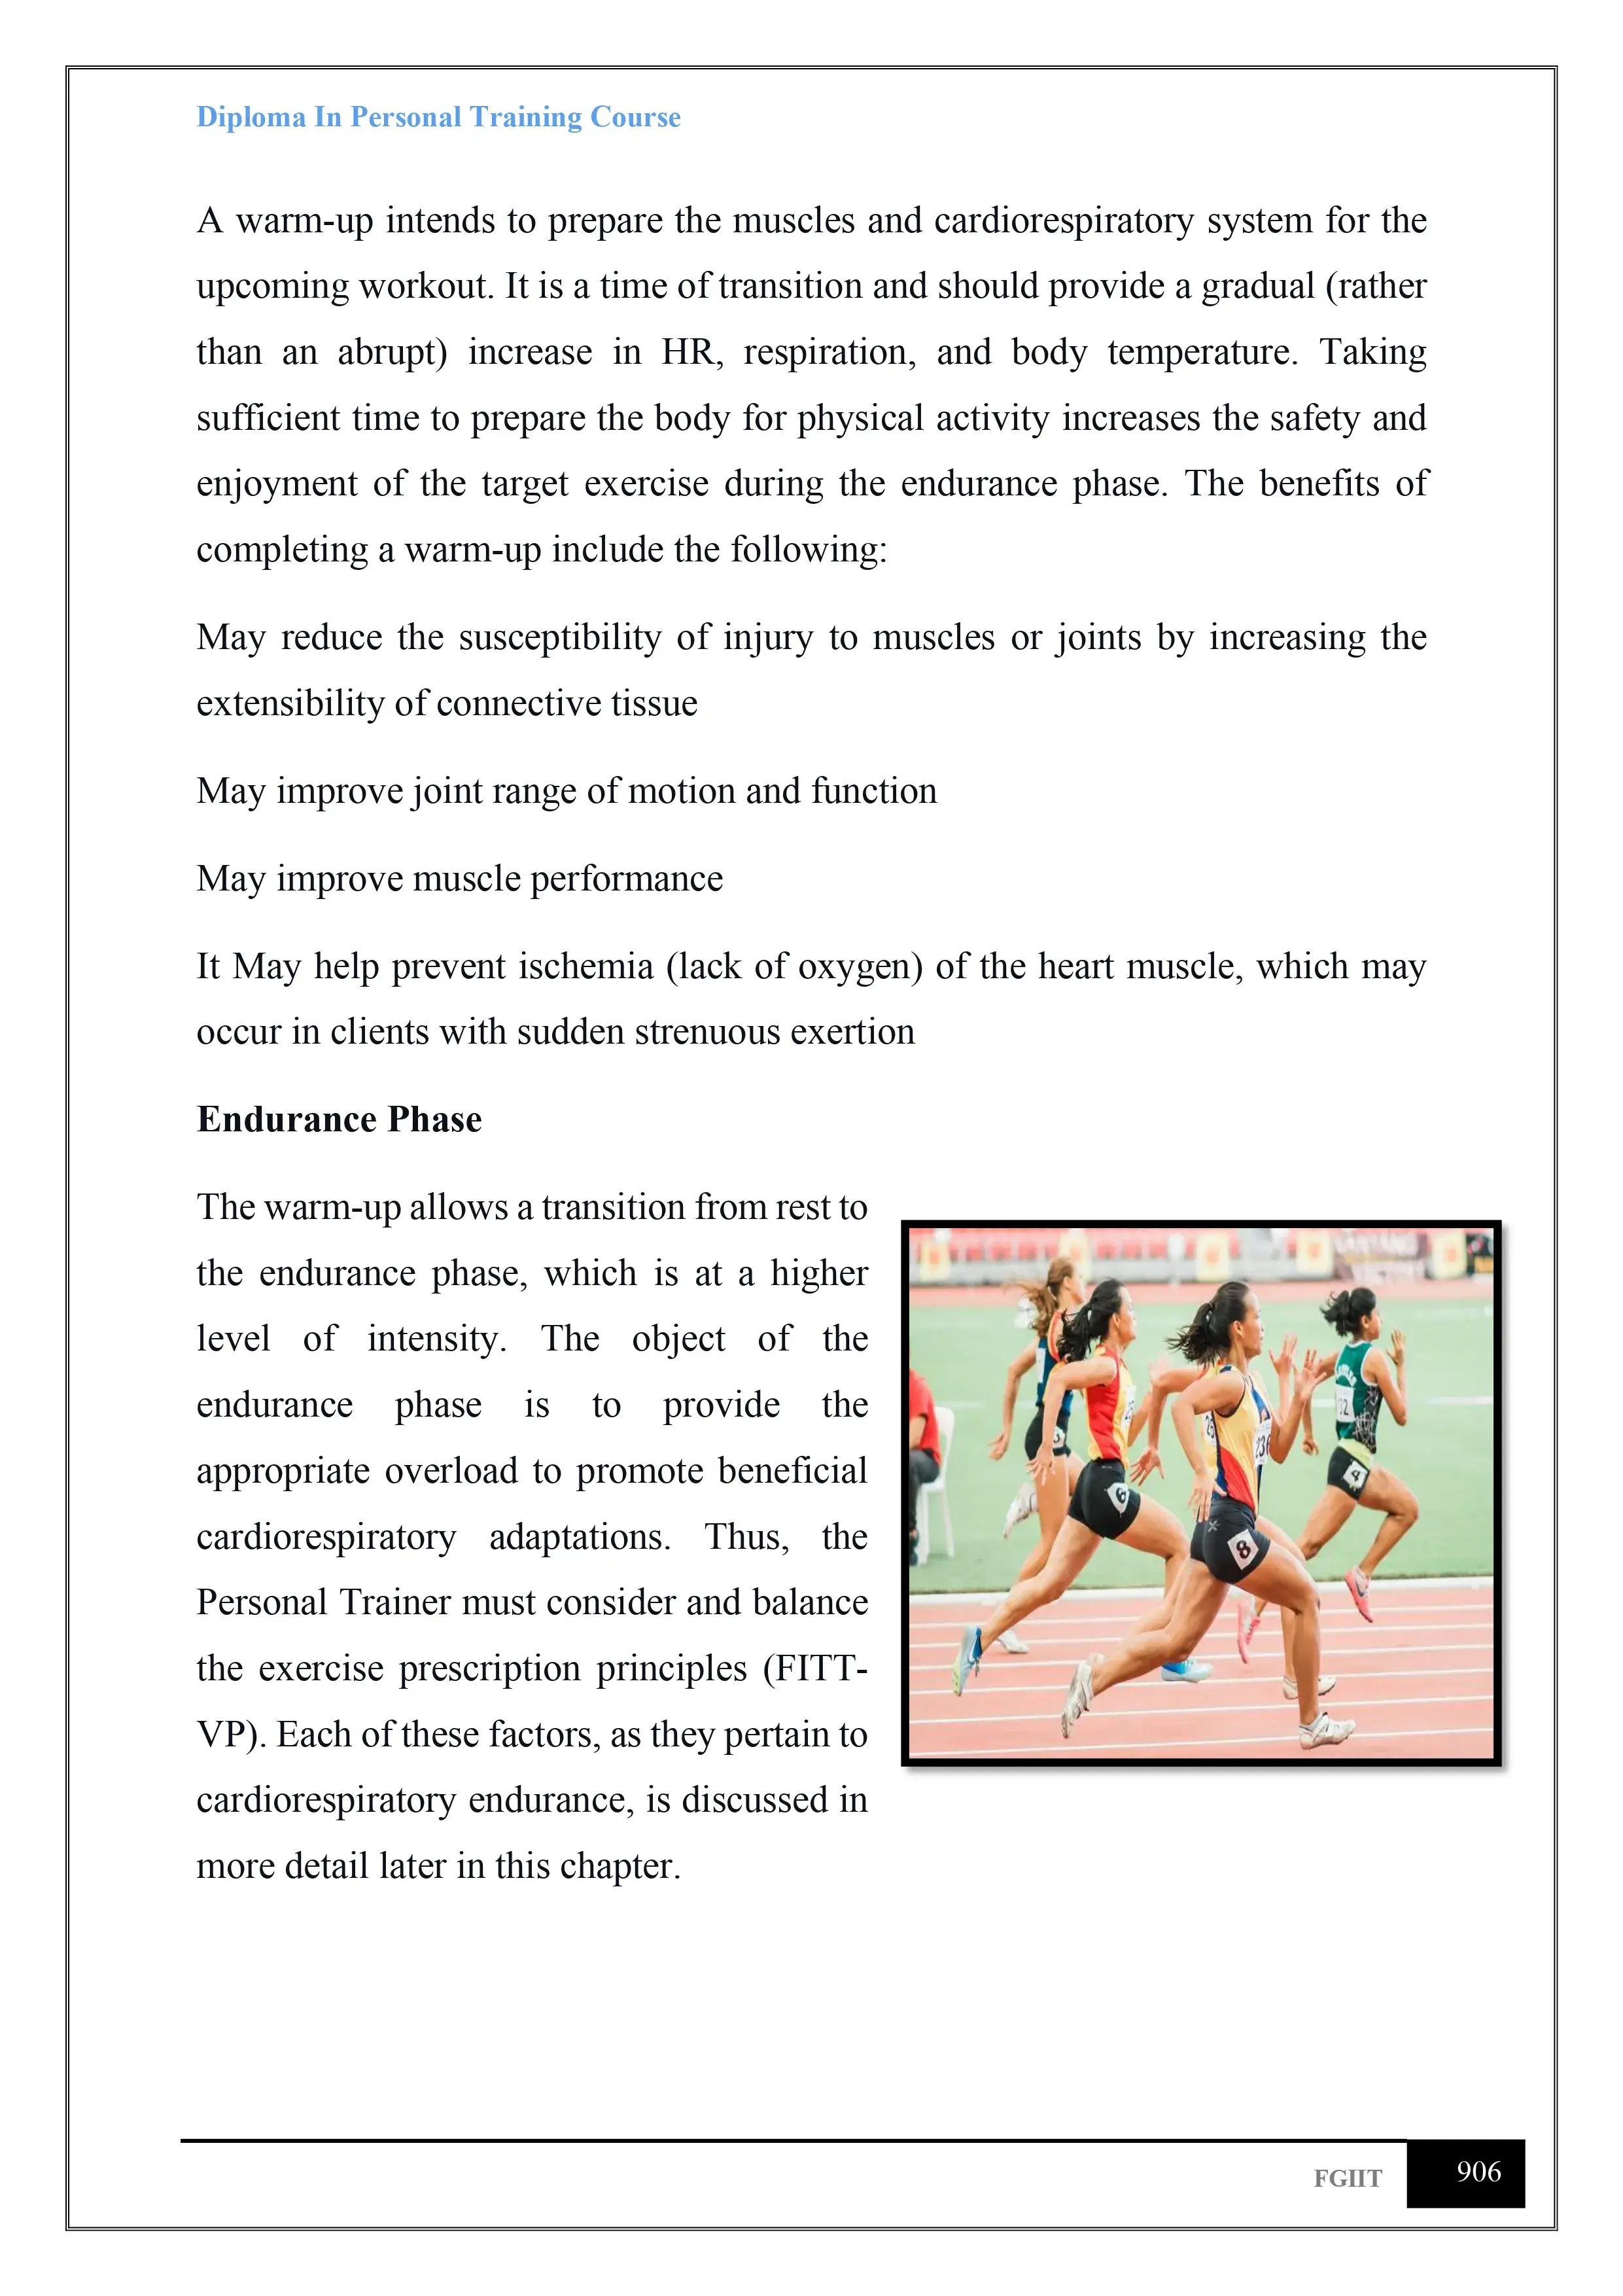 Diploma In Personal Training Course
A warm-up intends to prepare the muscles and cardiorespiratory system for the
upcoming workout. It is a time of transition and should provide a gradual (rather
than an abrupt) increase in HR, respiration, and body temperature. Taking
sufficient time to prepare the body for physical activity increases the safety and
enjoyment of the target exercise during the endurance phase. The benefits of
completing a warm-up include the following:
May reduce the susceptibility of injury to muscles or joints by increasing the
extensibility of connective tissue
May improve joint range of motion and function
May improve muscle performance
It May help prevent ischemia (lack of oxygen) of the heart muscle, which may
occur in clients with sudden strenuous exertion
Endurance Phase
The warm-up allows a transition from rest to
the endurance phase, which is at a higher
level of intensity. The object of the
endurance phase is to provide the
appropriate overload to promote beneficial
cardiorespiratory adaptations. Thus, the
Personal Trainer must consider and balance
the exercise prescription principles (FITT-
VP). Each of these factors, as they pertain to
cardiorespiratory endurance, is discussed in
more detail later in this chapter.
6
8
4
FGIIT
906